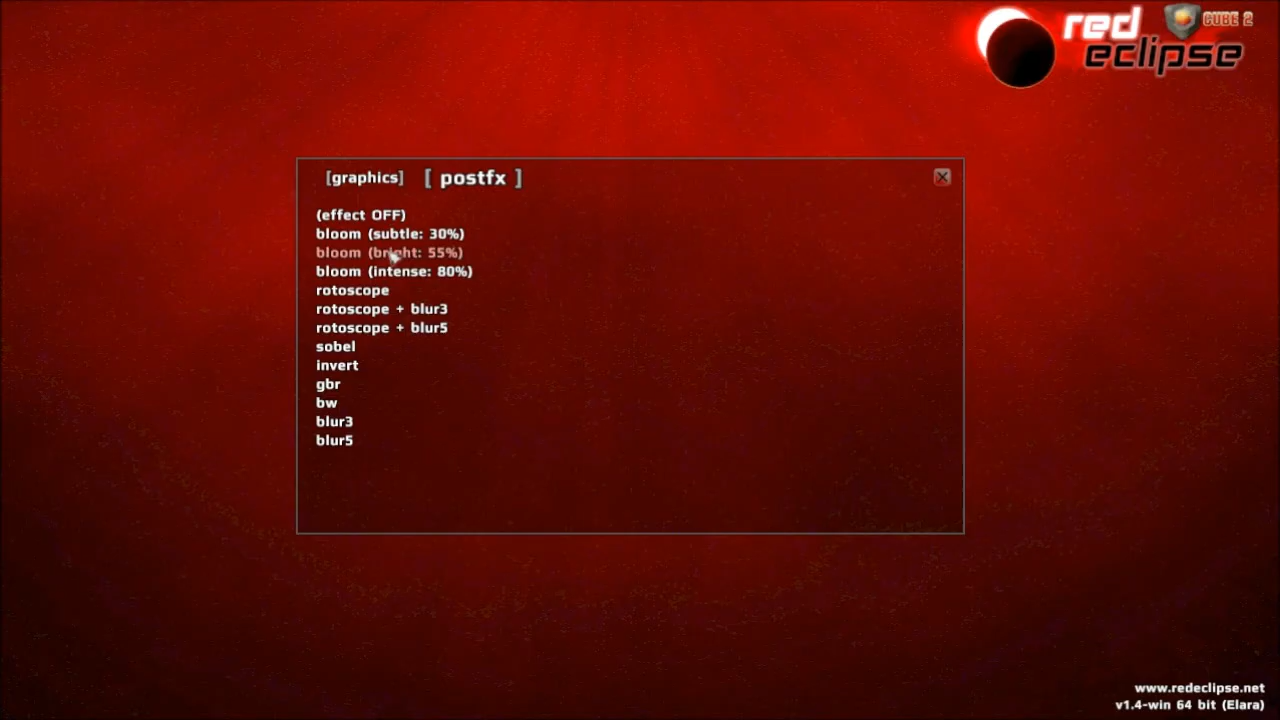 red
eclipse
CUBE 2
[graphics] [ postfx ]
(effect OFF)
bloom (subtle: 30%)
bloom (bright: 55%)
bloom (intense: 80%)
rotoscope
rotoscope + blur3
rotoscope + blur5
sobel
invert
gbr
bw
blur3
blur5
www.redeclipse.net
v1.4-win 64 bit (Elara)